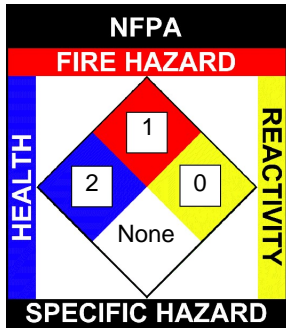 NFPA
FIRE HAZARD
HEALTH
1
2
0
None
REACTIVITY
SPECIFIC HAZARD